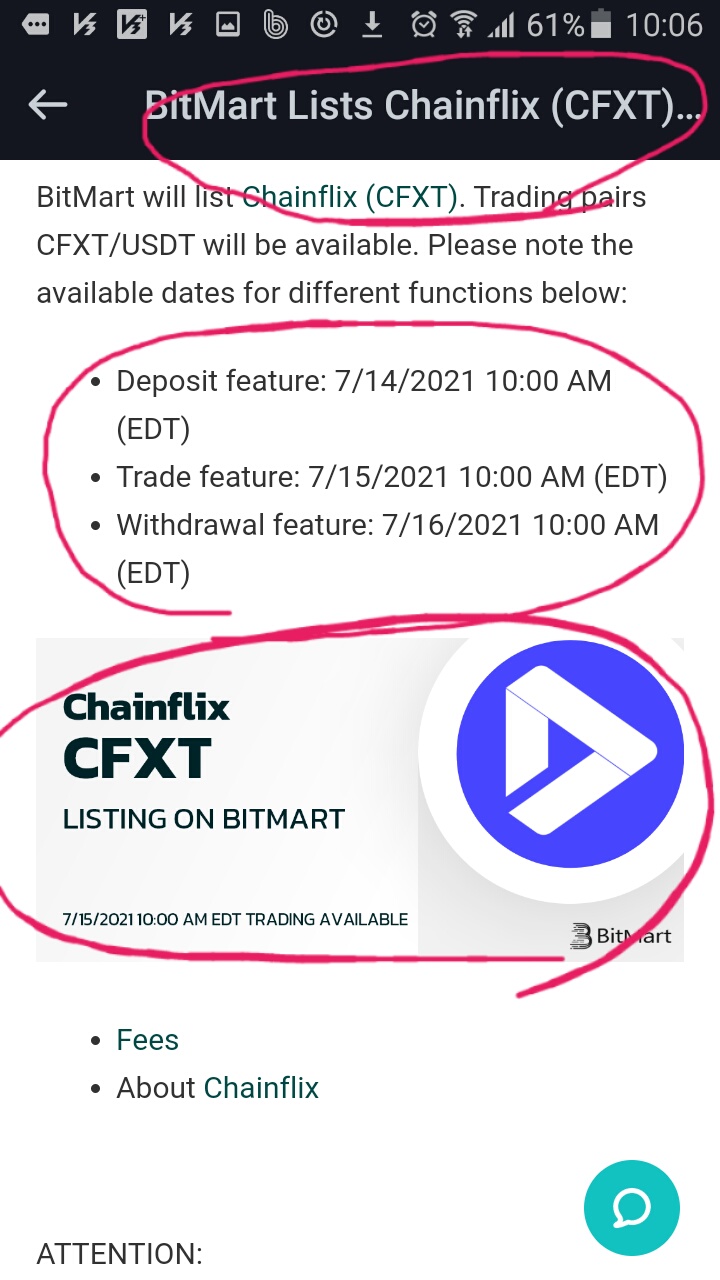 61% 10:06
BitMart Lists Chainflix (CFXT)...
BitMart will list Chainflix (CFXT). Trading pairs
CFXT/USDT will be available. Please note the
available dates for different functions below:
• Deposit feature: 7/14/2021 10:00 AM
(EDT)
• Trade feature: 7/15/2021 10:00 AM (EDT)
• Withdrawal feature: 7/16/2021 10:00 AM
(EDT)
Chainflix
CFXT
LISTING ON BITMART
7/15/2021 10:00 AM EDT TRADING AVAILABLE
BitMart
• Fees
• About Chainflix
ATTENTION: